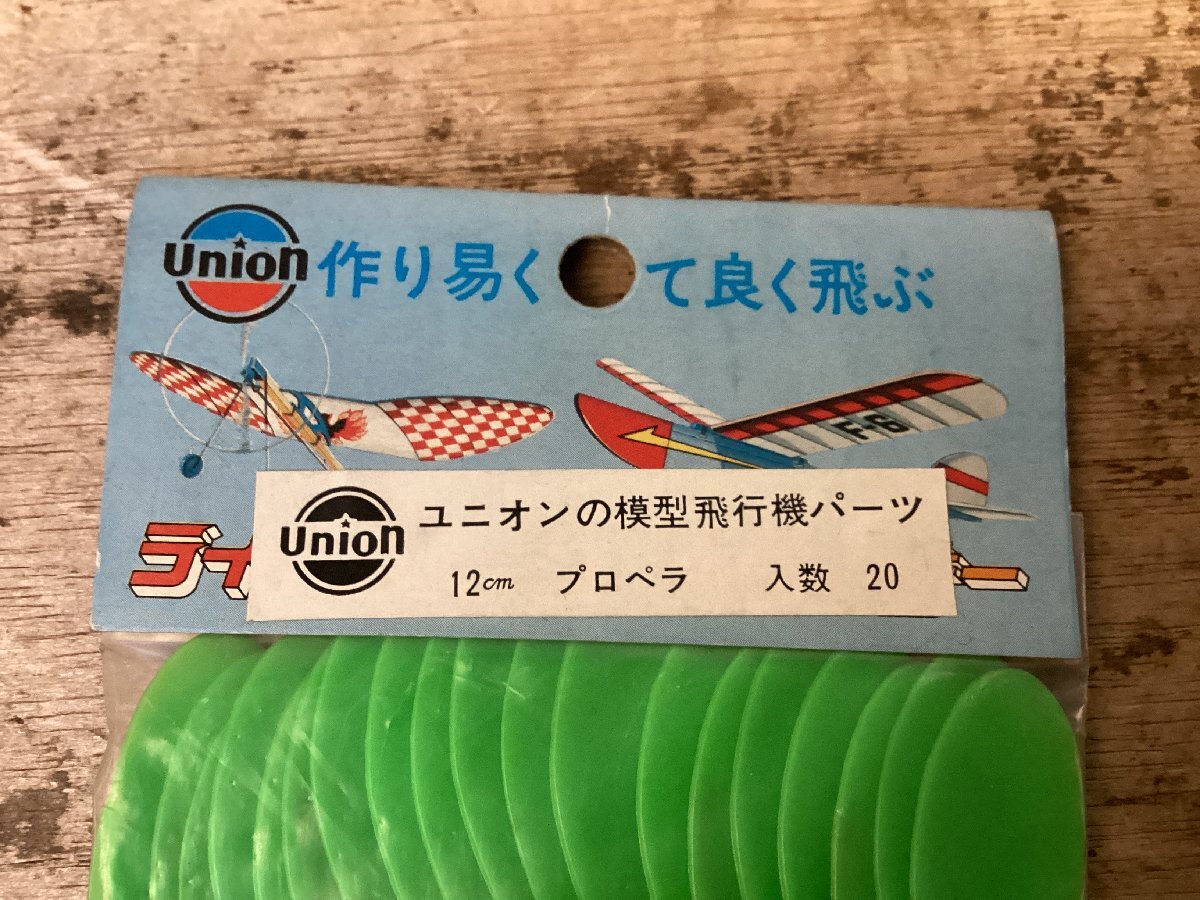 Union
作り易くて良く飛ぶ
F-6
Union
ユニオンの模型飛行機パーツ
12cm プロペラ 入数 20